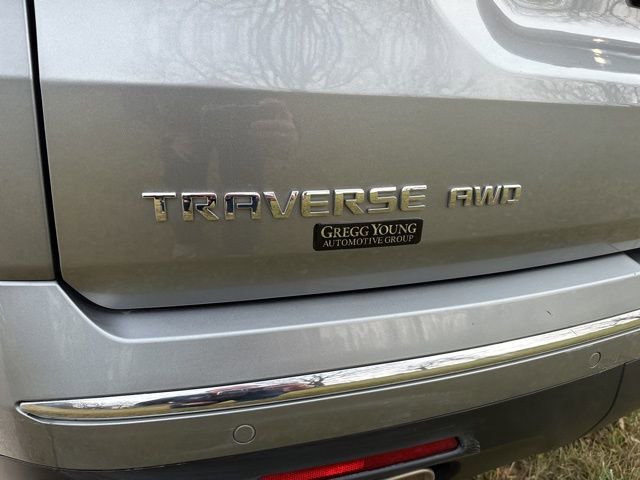 TRAVERSE AWD
GREGG YOUNG
AUTOMOTIVE GROUP